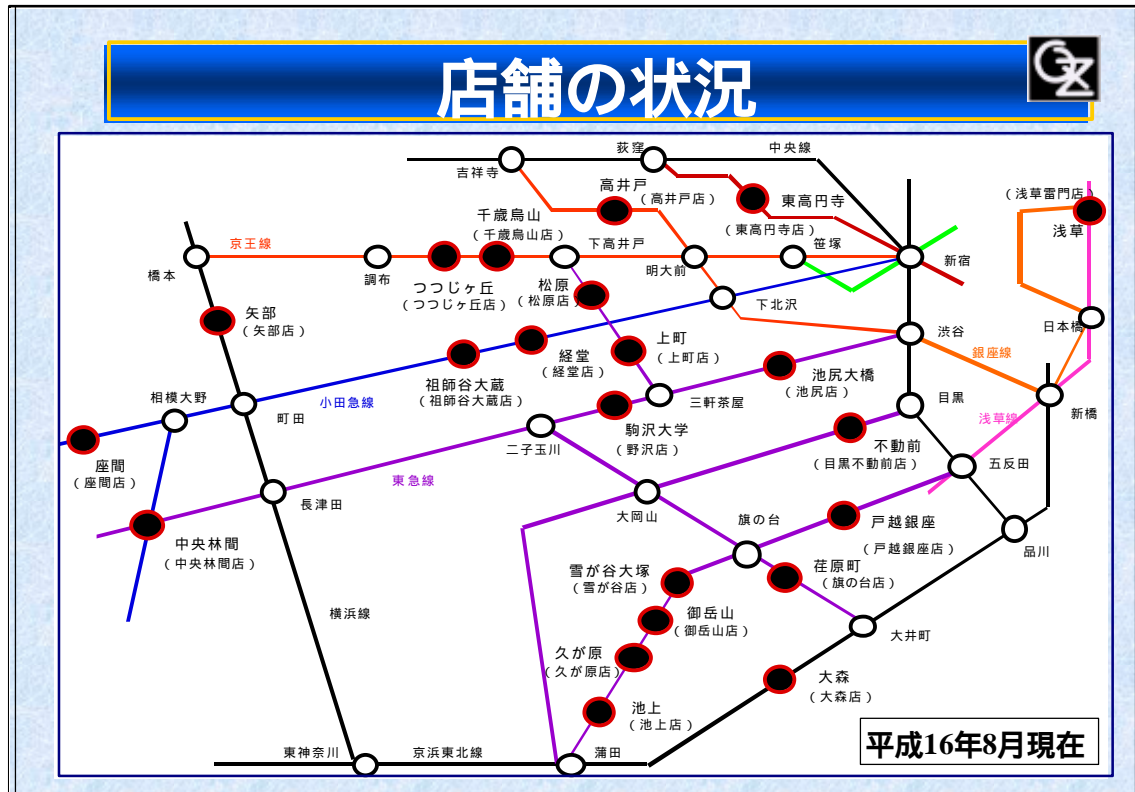 店舗の状況
GZ
荻窪
中央線
吉祥寺
高井戸
(高井戸店)
東高円寺
(東高円寺店)
(浅草雷門店)
浅草
千歳烏山
(千歳烏山店)
下高井戸
笹塚
新宿
京王線
橋本
調布
つつじヶ丘
(つつじヶ丘店)
松原
(松原店)
明大前
下北沢
矢部
(矢部店)
渋谷
日本橋
銀座線
上町
(上町店)
経堂
(経堂店)
祖師谷大蔵
(祖師谷大蔵店)
池尻大橋
(池尻大橋店)
相模大野
小田急線
町田
三軒茶屋
目黒
新橋
浅草線
駒沢大学
(野沢店)
二子玉川
不動前
(目黒不動前店)
座間
(座間店)
東急線
五反田
長津田
大岡山
旗の台
戸越銀座
(戸越銀座店)
品川
中央林間
(中央林間店)
雪が谷大塚
(雪が谷店)
荏原町
(旗の台店)
横浜線
御岳山
(御岳山店)
大井町
久が原
(久が原店)
大森
(大森店)
池上
(池上店)
東神奈川
京浜東北線
蒲田
平成16年8月現在